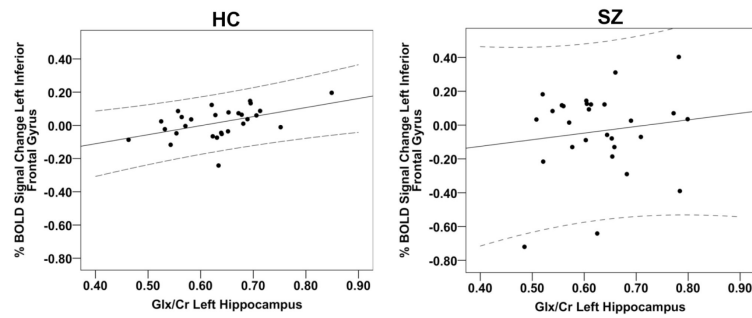 HC
% BOLD Signal Change Left Inferior
Frontal Gyrus
0.40
0.20
0.00
-0.20
-0.40
-0.60
-0.80
0.40 0.50 0.60 0.70 0.80 0.90
Glx/Cr Left Hippocampus
SZ
% BOLD Signal Change Left Inferior
Frontal Gyrus
0.40
0.20
0.00
-0.20
-0.40
-0.60
-0.80
0.40 0.50 0.60 0.70 0.80 0.90
Glx/Cr Left Hippocampus